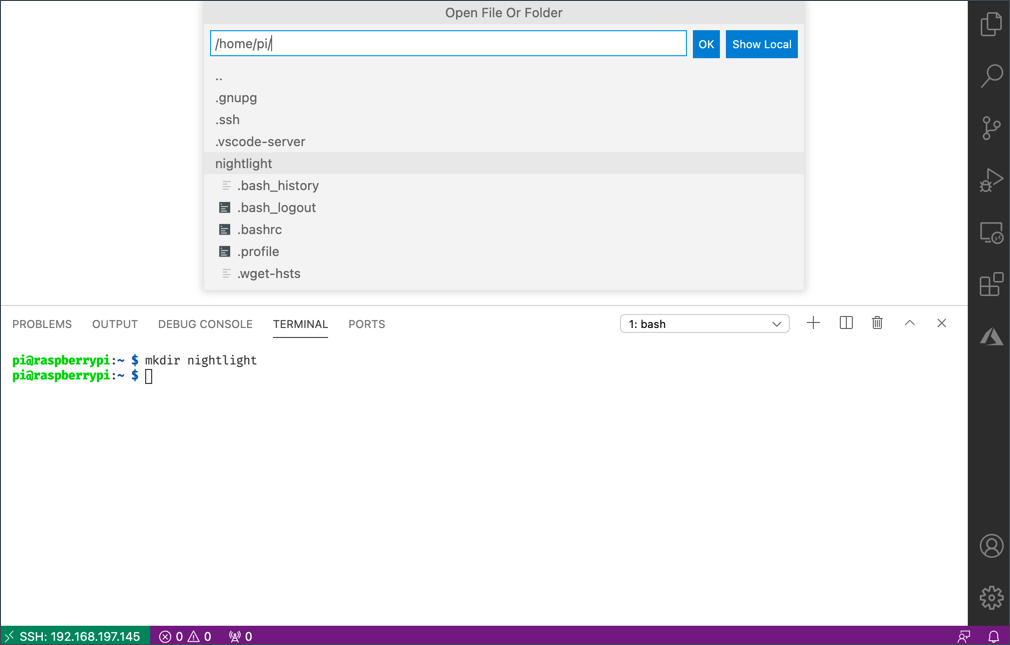 Open File Or Folder
/home/pi/
OK
Show Local
..
.gnupg
.ssh
.vscode-server
nightlight
.bash_history
.bash_logout
.bashrc
.profile
.wget-hsts
PROBLEMS OUTPUT DEBUG CONSOLE TERMINAL PORTS
1: bash
pi@raspberrypi:~ $ mkdir nightlight
pi@raspberrypi:~ $
SSH: 192.168.197.145 0 0 0